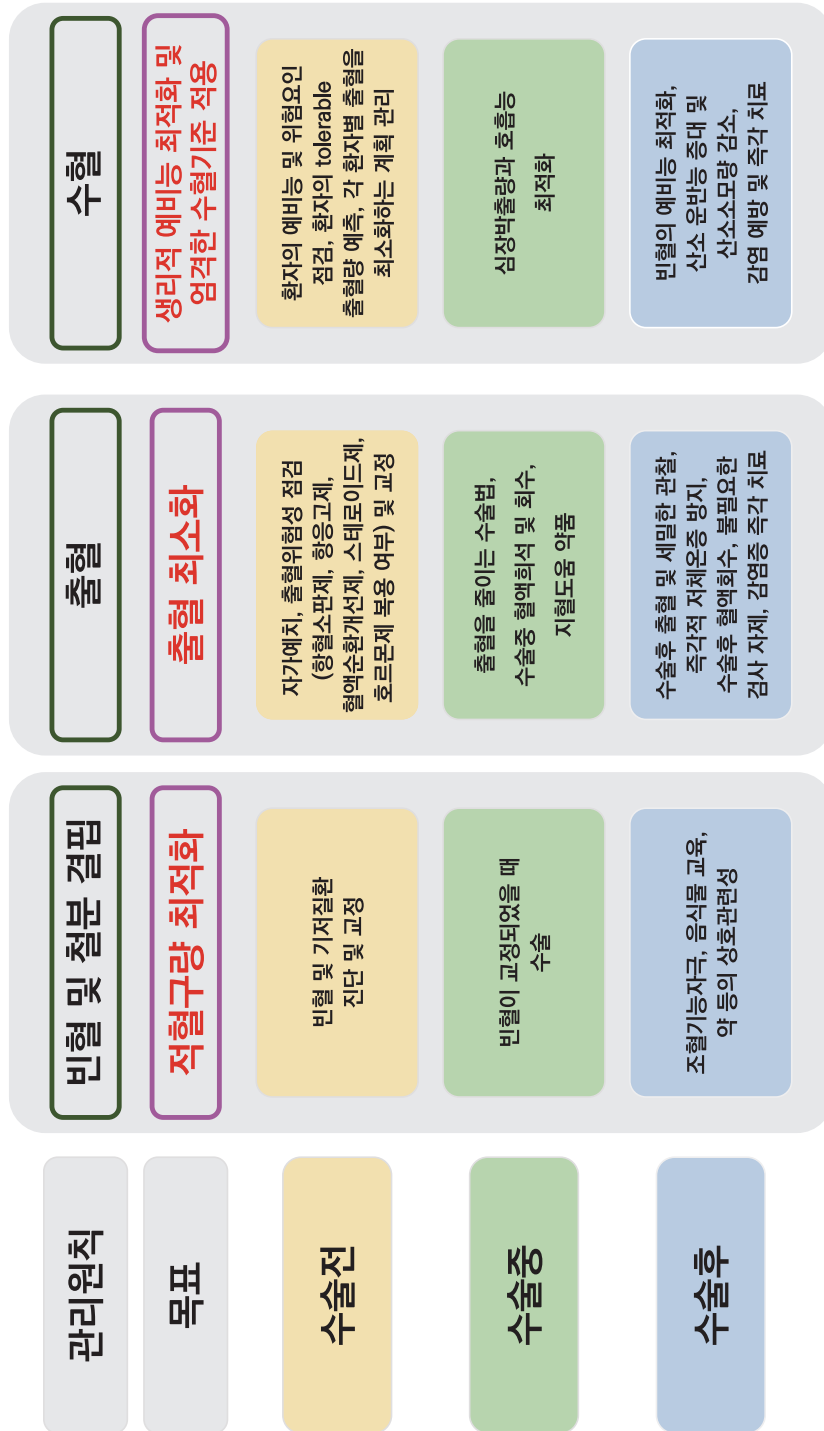 관리원칙
빈혈 및 철분 결핍
출혈
수혈
목표
적혈구량 최적화
출혈 최소화
생리적 예비능 최적화 및
엄격한 수혈기준 적용
수술전
빈혈 및 기저질환
진단 및 교정
자가예치, 출혈위험성 점검
(항혈소판제, 항응고제,
혈액순환개선제, 스테로이드제,
호르몬제 복용 여부) 및 교정
환자의 예비능 및 위험요인
점검, 환자의 tolerable
출혈량 예측, 각 환자별 출혈을
최소화하는 계획 관리
수술중
빈혈이 교정되었을 때
수술
출혈을 줄이는 수술법,
수술중 혈액희석 및 회수,
지혈도움 약품
심장박출량과 호흡능
최적화
수술후
조혈기능자극, 음식물 교육,
약 등의 상호관련성
수술후 출혈 및 세밀한 관찰,
즉각적 저체온증 방지,
수술후 혈액회수, 불필요한
검사 자제, 감염증 즉각 치료
빈혈의 예비능 최적화,
산소 운반능 증대 및
산소소모량 감소,
감염 예방 및 즉각 치료